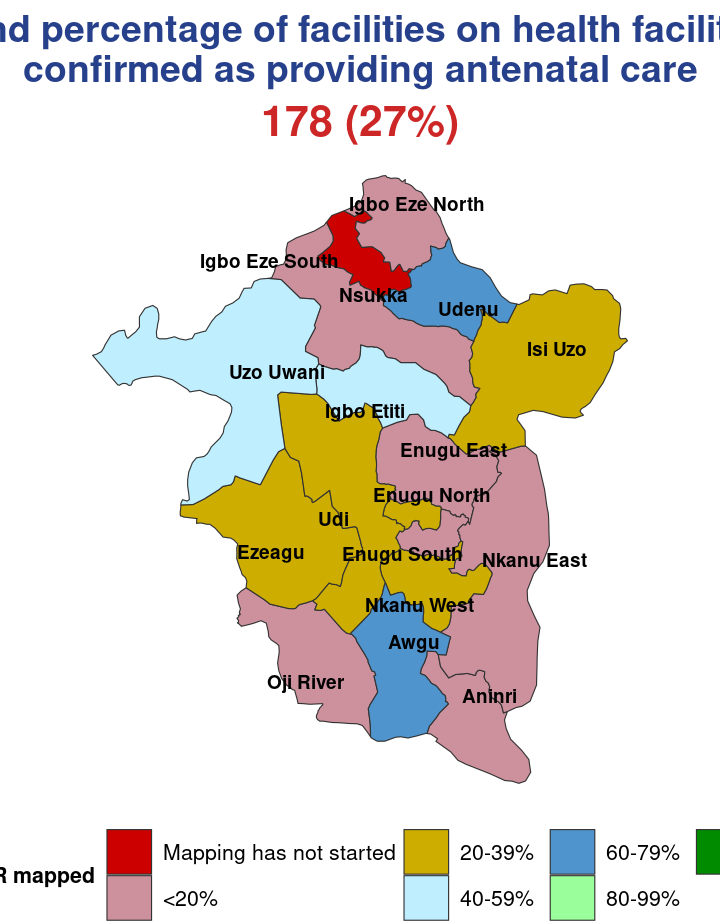 percentage of facilities on health
confirmed as providing antenatal care
178 (27%)
Igbo Eze North
Igbo Eze South
Nsukka
Udenu
Isi Uzo
Uzo Uwani
Igbo Etiti
Enugu East
Enugu North
Udi
Ezeagu
Enugu South
Nkanu East
Nkanu West
Awgu
Oji River
Aninri
mapped
Mapping has not started
20-39%
60-79%
<20%
40-59%
80-99%